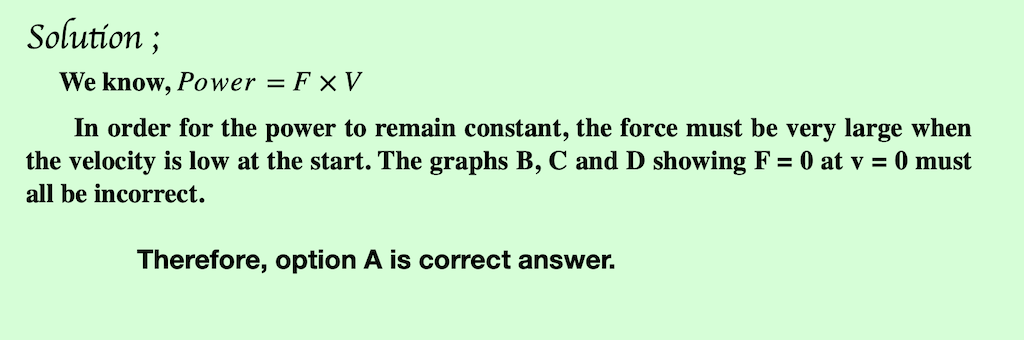 Solution ;
We know, Power = F × V
In order for the power to remain constant, the force must be very large when
the velocity is low at the start. The graphs B, C and D showing F = 0 at v = 0 must
all be incorrect.
Therefore, option A is correct answer.